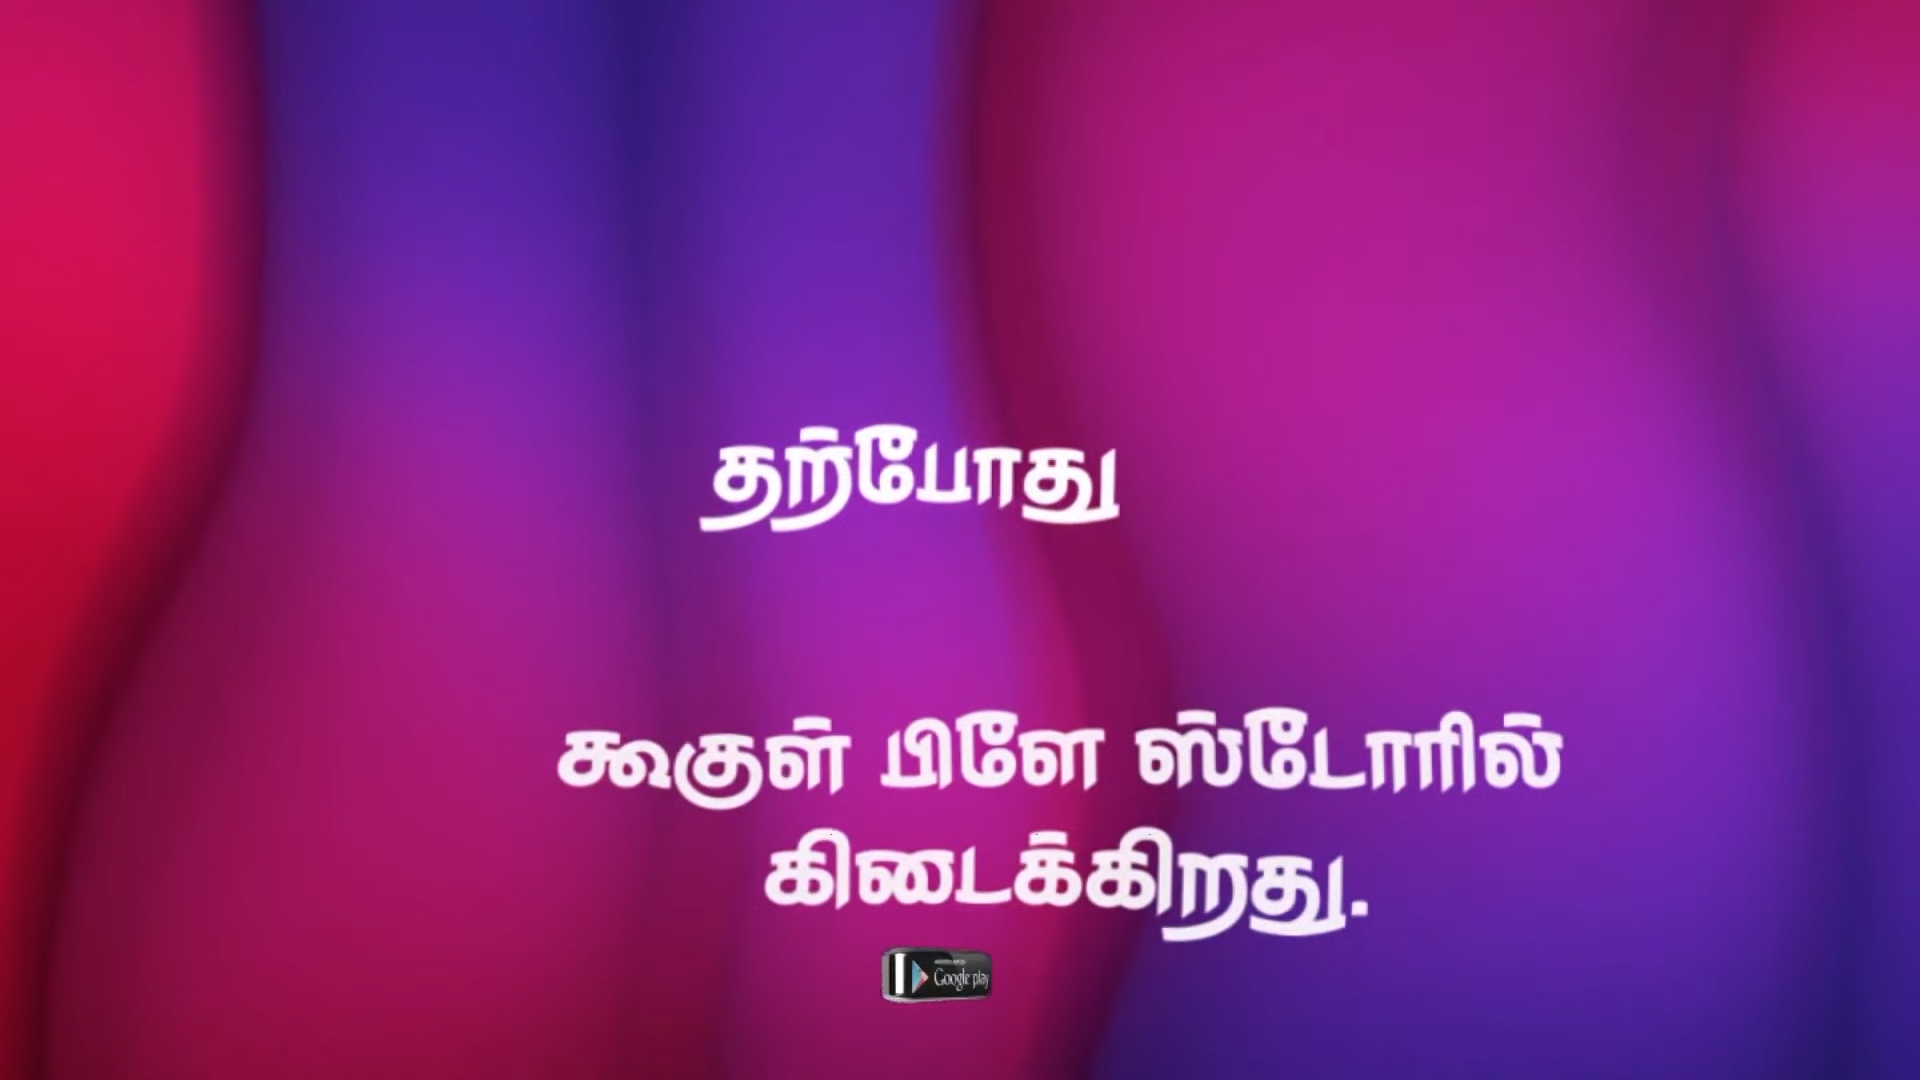 தற்போது
கூகுள் பிளே ஸ்டோரில்
கிடைக்கிறது.
Google play